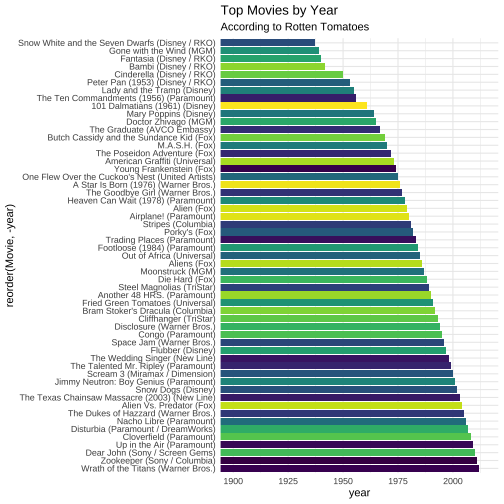 Top Movies by Year
According to Rotten Tomatoes
Snow White and the Seven Dwarfs (Disney / RKO)
Gone with the Wind (MGM)
Fantasia (Disney / RKO)
Bambi (Disney / RKO)
Cinderella (Disney / RKO)
Peter Pan (1953) (Disney / RKO)
Lady and the Tramp (Disney)
The Ten Commandments (1956) (Paramount)
101 Dalmatians (1961) (Disney)
Mary Poppins (Disney)
Doctor Zhivago (MGM)
The Graduate (AVCO Embassy)
Butch Cassidy and the Sundance Kid (Fox)
M.A.S.H. (Fox)
The Poseidon Adventure (Fox)
American Graffiti (Universal)
Young Frankenstein (Fox)
One Flew Over the Cuckoo's Nest (United Artists)
A Star Is Born (1976) (Warner Bros.)
The Goodbye Girl (Warner Bros.)
Heaven Can Wait (1978) (Paramount)
Alien (Fox)
Airplane! (Paramount)
Stripes (Columbia)
Porky's (Fox)
Trading Places (Paramount)
Footloose (1984) (Paramount)
Out of Africa (Universal)
Aliens (Fox)
Moonstruck (MGM)
Die Hard (Fox)
Steel Magnolias (TriStar)
Another 48 HRS. (Paramount)
Fried Green Tomatoes (Universal)
Bram Stoker's Dracula (Columbia)
Cliffhanger (TriStar)
Disclosure (Warner Bros.)
Congo (Paramount)
Space Jam (Warner Bros.)
Flubber (Disney)
The Wedding Singer (New Line)
The Talented Mr. Ripley (Paramount)
Scream 3 (Miramax / Dimension)
Jimmy Neutron: Boy Genius (Paramount)
Snow Dogs (Disney)
The Texas Chainsaw Massacre (2003) (New Line)
Alien Vs. Predator (Fox)
The Dukes of Hazzard (Warner Bros.)
Nacho Libre (Paramount)
Disturbia (Paramount / DreamWorks)
Cloverfield (Paramount)
Up in the Air (Paramount)
Dear John (Sony / Screen Gems)
Zookeeper (Sony / Columbia)
Wrath of the Titans (Warner Bros.)
reorder(Movie, -year)
1900 1925 1950 1975 2000
year